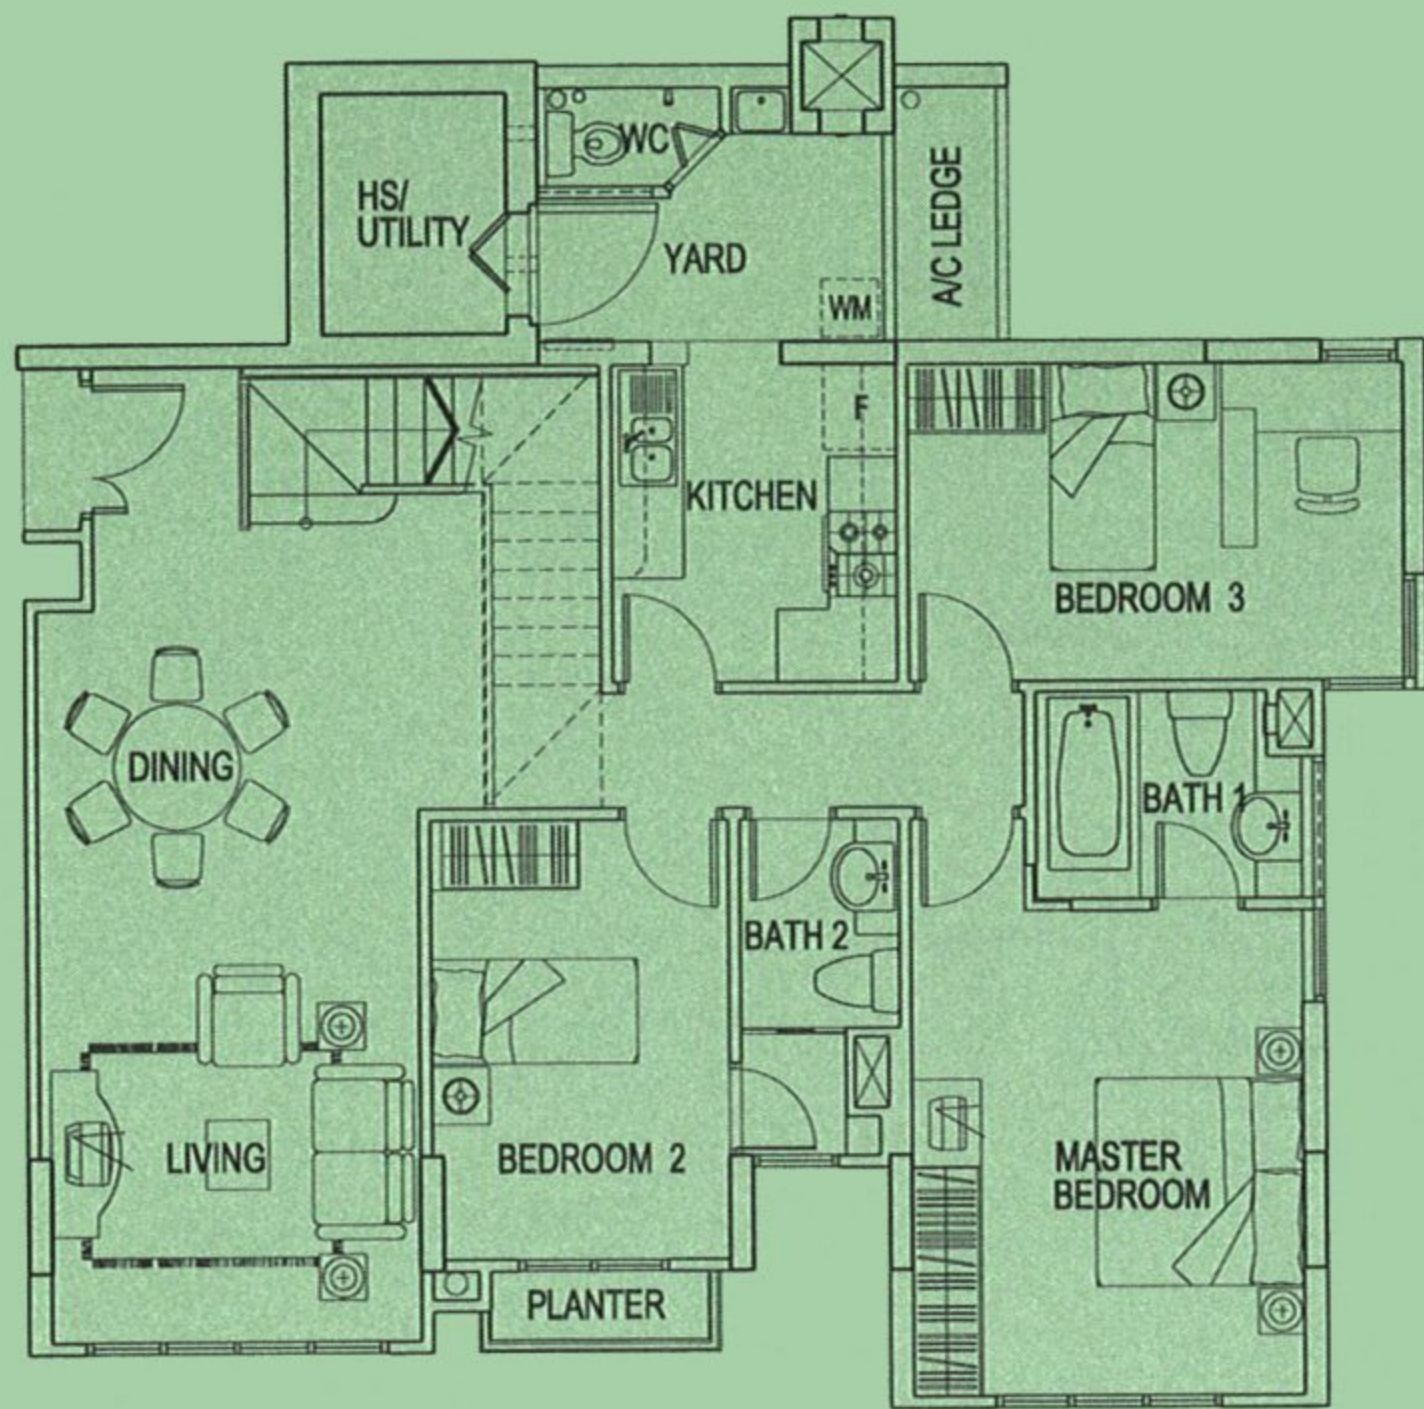 WC
HS/
UTILITY
YARD
A/C LEDGE
WM
F
KITCHEN
BEDROOM 3
DINING
BATH 1
BATH 2
LIVING
BEDROOM 2
MASTER
BEDROOM
PLANTER